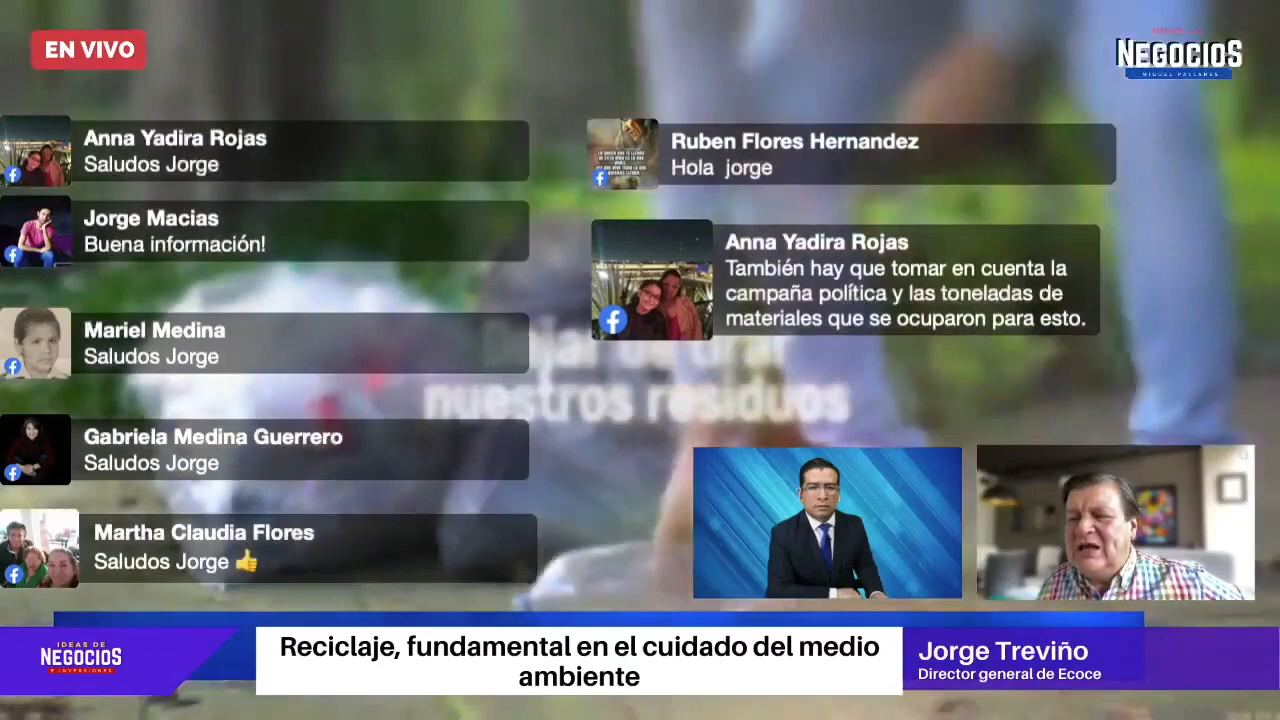 EN VIVO
NEGOCIOS
MIGUEL PALLARES
Anna Yadira Rojas
Saludos Jorge
Jorge Macias
Buena información!
Mariel Medina
Saludos Jorge
Gabriela Medina Guerrero
Saludos Jorge
Martha Claudia Flores
Saludos Jorge 👍
Ruben Flores Hernandez
Hola jorge
Anna Yadira Rojas
También hay que tomar en cuenta la
campaña política y las toneladas de
materiales que se ocuparon para esto.
nuestros residuos
IDEAS DE
NEGOCIOS
E INVERSIONES
Reciclaje, fundamental en el cuidado del medio
ambiente
Jorge Treviño
Director general de Ecoce